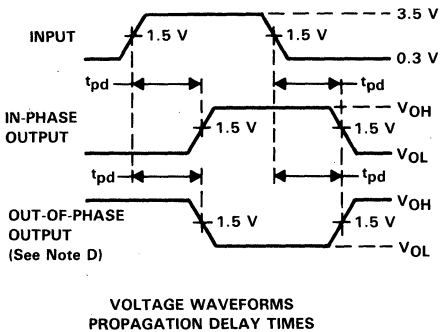 3.5 V
INPUT
1.5 V
1.5 V
0.3 V
tpd
tpd
IN-PHASE
OUTPUT
VOH
1.5 V
1.5 V
VOL
tpd
tpd
OUT-OF-PHASE
OUTPUT
(See Note D)
VOH
1.5 V
1.5 V
VOL
VOLTAGE WAVEFORMS
PROPAGATION DELAY TIMES